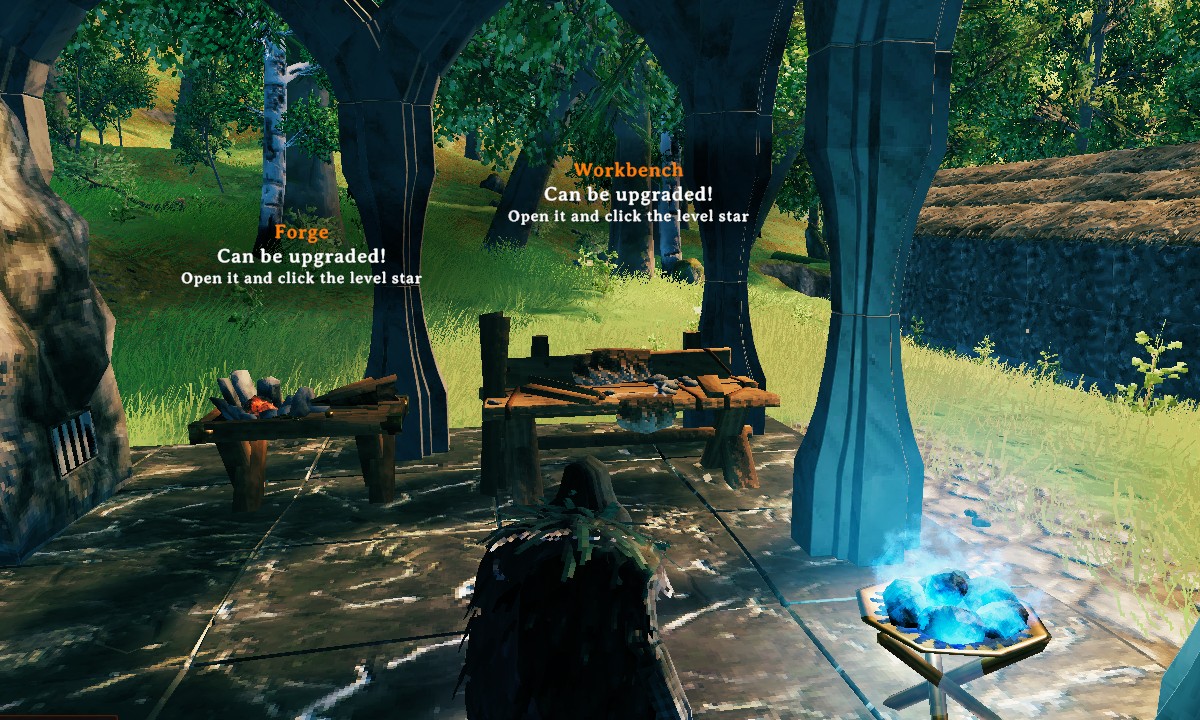 Workbench
Can be upgraded!
Open it and click the level star
Forge
Can be upgraded!
Open it and click the level star